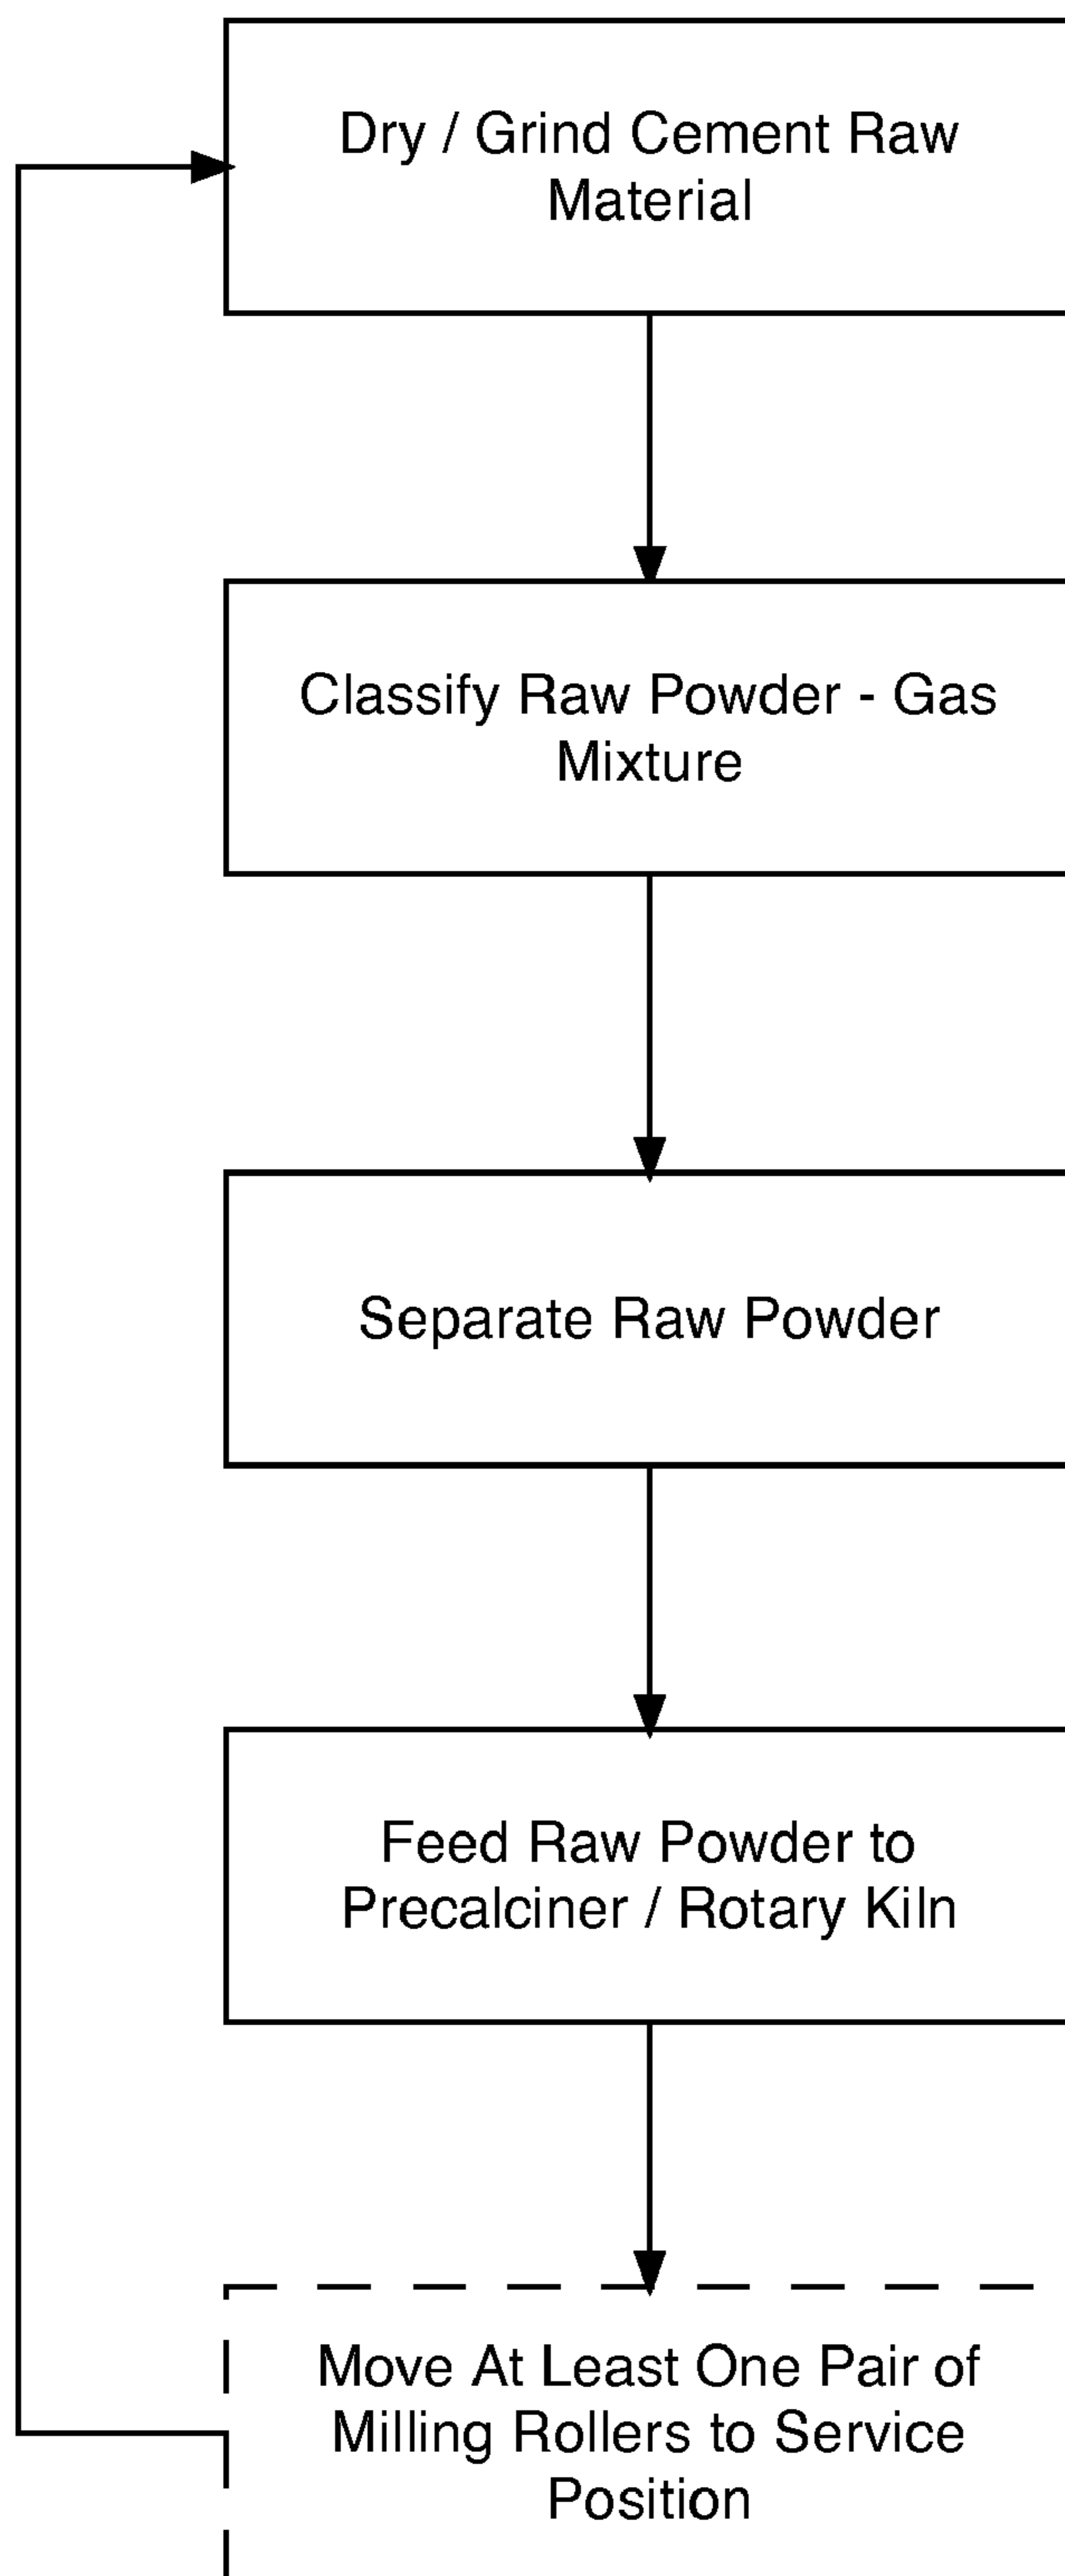 Dry / Grind Cement Raw
Material
Classify Raw Powder - Gas
Mixture
Separate Raw Powder
Feed Raw Powder to
Precalciner / Rotary Kiln
Move At Least One Pair of
Milling Rollers to Service
Position